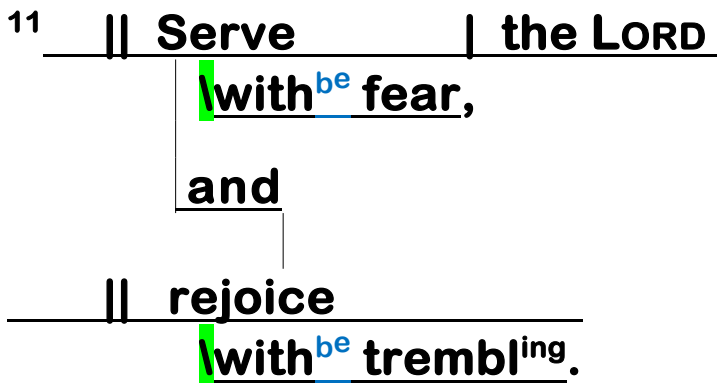 11 || Serve | the LORD
\withbe fear,
and
|| rejoice
\withbe trembling.